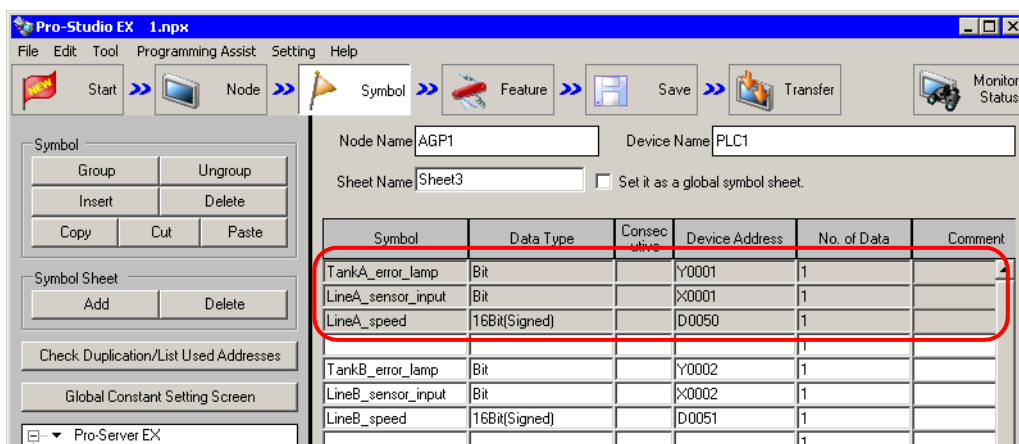 Pro-Studio EX 1.npx
File Edit Tool Programming Assist Setting Help
NEW Start Node Symbol Feature Save Transfer Monitor Status
Symbol
Group Ungroup
Insert Delete
Copy Cut Paste
Symbol Sheet
Add Delete
Check Duplication/List Used Addresses
Global Constant Setting Screen
Pro-Server EX
Node Name AGP1 Device Name PLC1
Sheet Name Sheet3 Set it as a global symbol sheet.
Symbol Data Type Consecutive Device Address No. of Data Comment
TankA_error_lamp Bit Y0001 1
LineA_sensor_input Bit X0001 1
LineA_speed 16Bit(Signed) D0050 1
1
TankB_error_lamp Bit Y0002 1
LineB_sensor_input Bit X0002 1
LineB_speed 16Bit(Signed) D0051 1
1